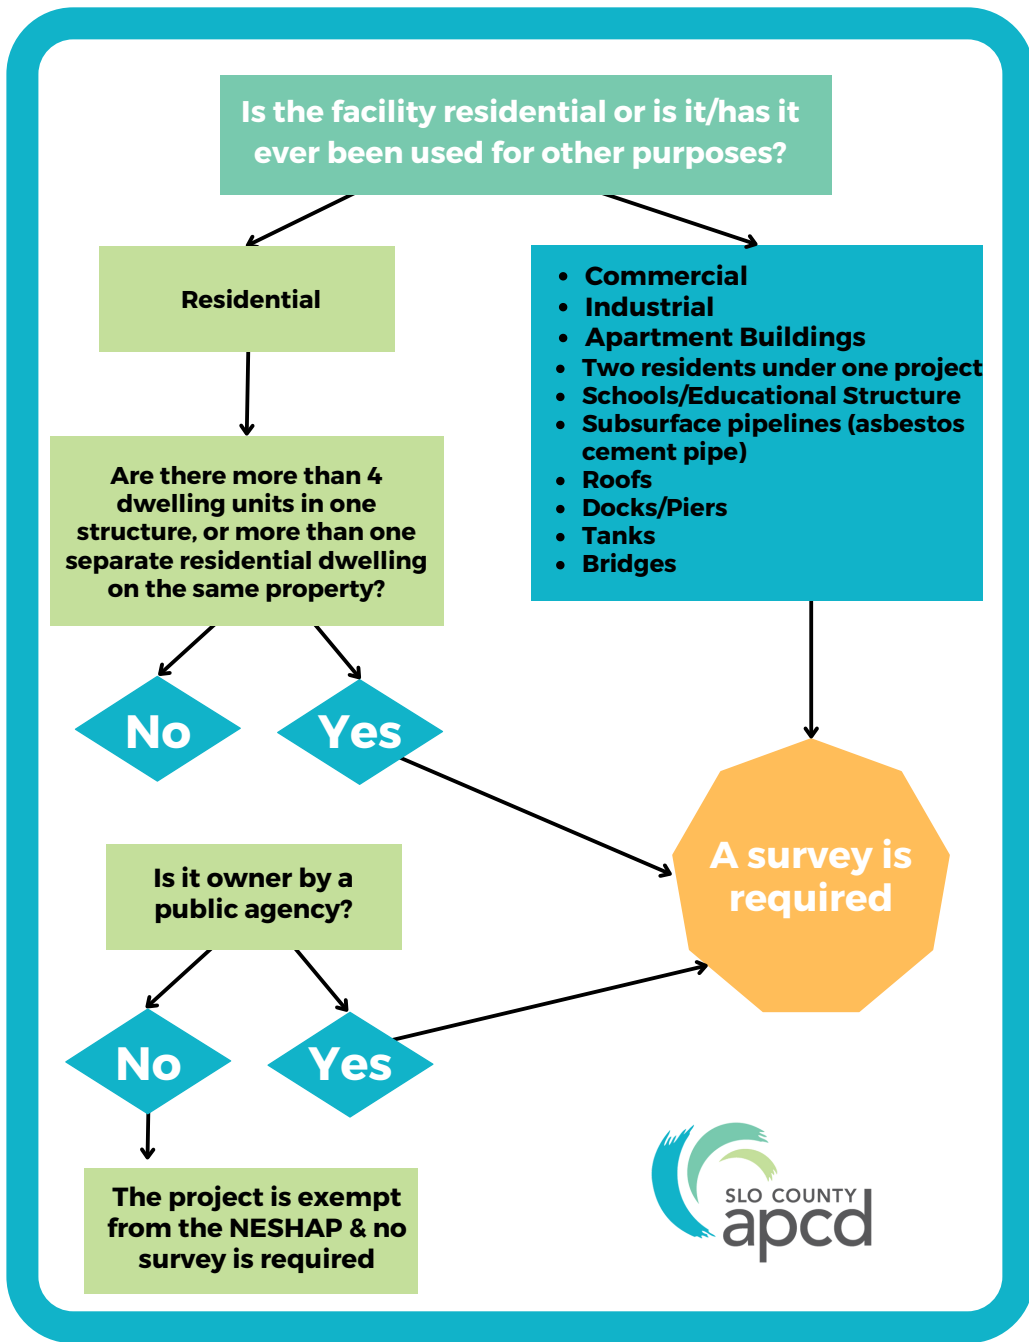 Is the facility residential or is it/has it
ever been used for other purposes?
Residential
• Commercial
• Industrial
• Apartment Buildings
• Two residents under one project
• Schools/Educational Structure
• Subsurface pipelines (asbestos
cement pipe)
• Roofs
• Docks/Piers
• Tanks
• Bridges
Are there more than 4
dwelling units in one
structure, or more than one
separate residential dwelling
on the same property?
No
Yes
A survey is
required
Is it owner by a
public agency?
No
Yes
The project is exempt
from the NESHAP & no
survey is required
SLO COUNTY
apcd